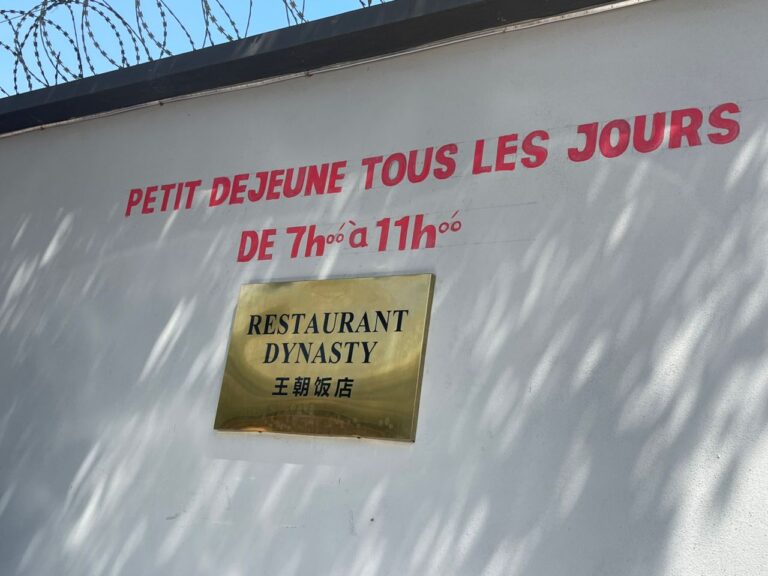 PETIT DEJEUNE TOUS LES JOURS
DE 7h00́ à 11h00́
RESTAURANT
DYNASTY
王朝饭店